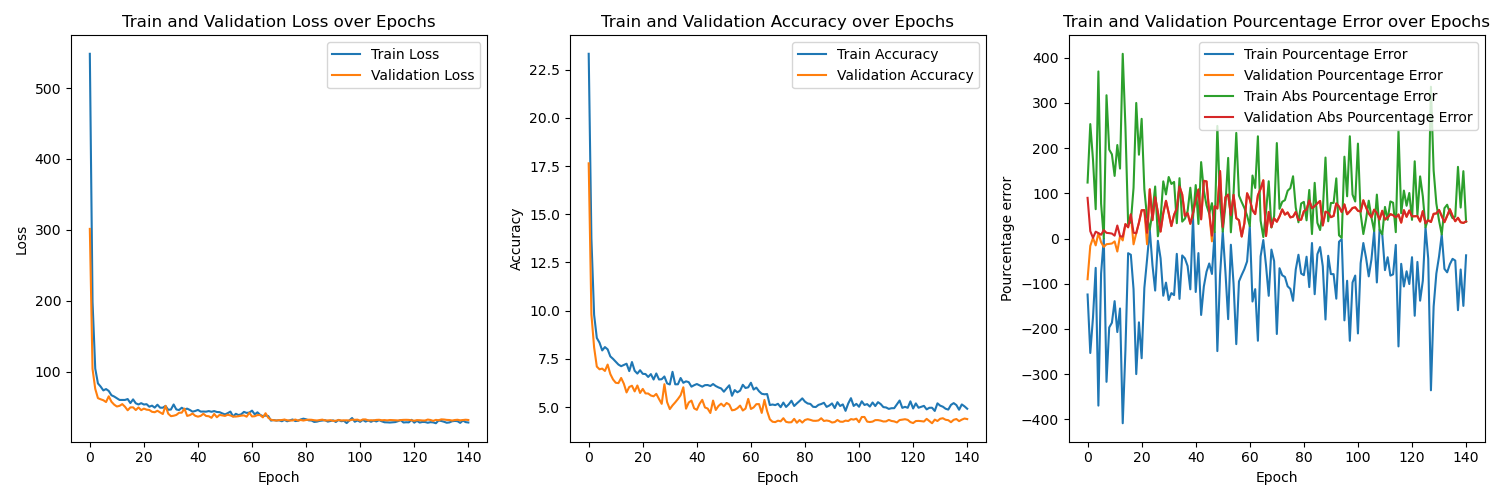 Train and Validation Loss over Epochs
Train Loss
Validation Loss
Loss
500
400
300
200
100
0 20 40 60 80 100 120 140
Epoch
Train and Validation Accuracy over Epochs
Train Accuracy
Validation Accuracy
Accuracy
22.5
20.0
17.5
15.0
12.5
10.0
7.5
5.0
0 20 40 60 80 100 120 140
Epoch
Train and Validation Pourcentage Error over Epochs
Train Pourcentage Error
Validation Pourcentage Error
Train Abs Pourcentage Error
Validation Abs Pourcentage Error
Pourcentage error
400
300
200
100
0
−100
−200
−300
−400
0 20 40 60 80 100 120 140
Epoch